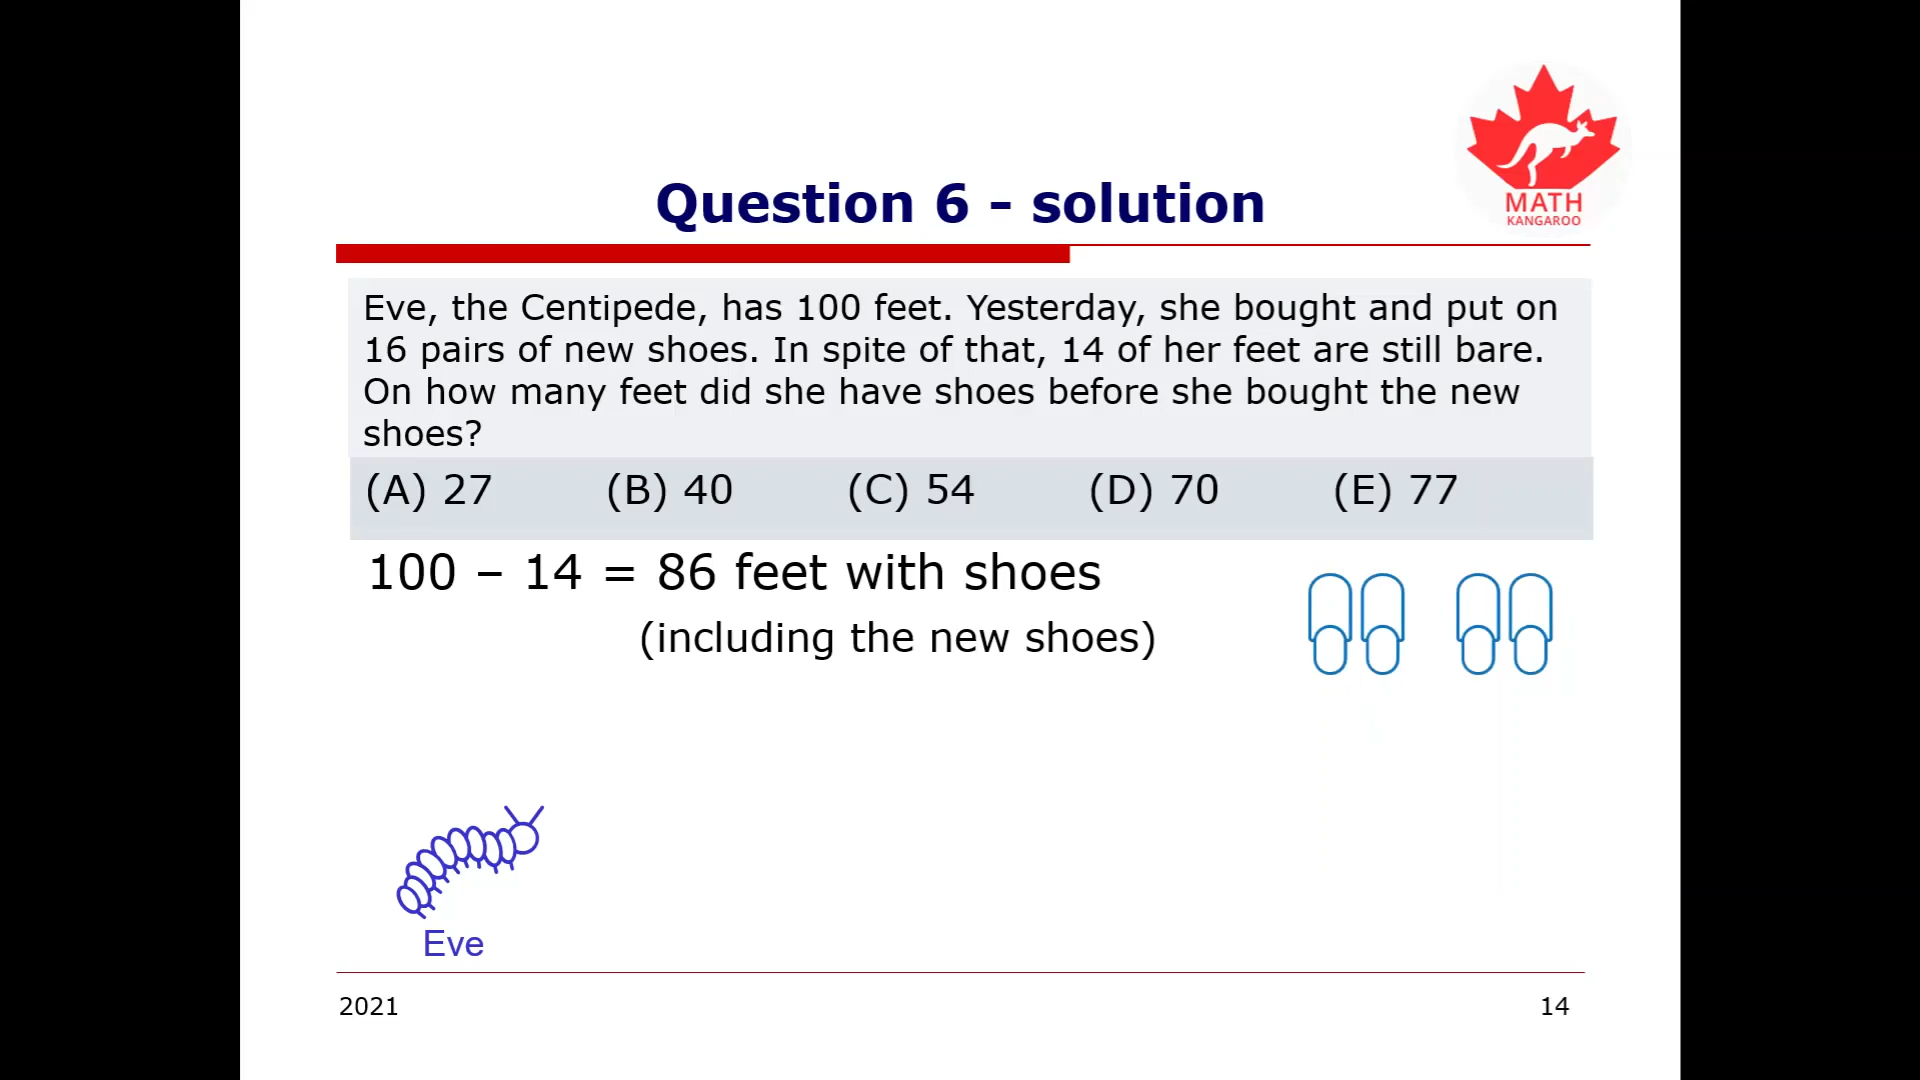 MATH
KANGAROO
Question 6 - solution
Eve, the Centipede, has 100 feet. Yesterday, she bought and put on
16 pairs of new shoes. In spite of that, 14 of her feet are still bare.
On how many feet did she have shoes before she bought the new
shoes?
(A) 27 (B) 40 (C) 54 (D) 70 (E) 77
100 – 14 = 86 feet with shoes
(including the new shoes)
Eve
2021 14